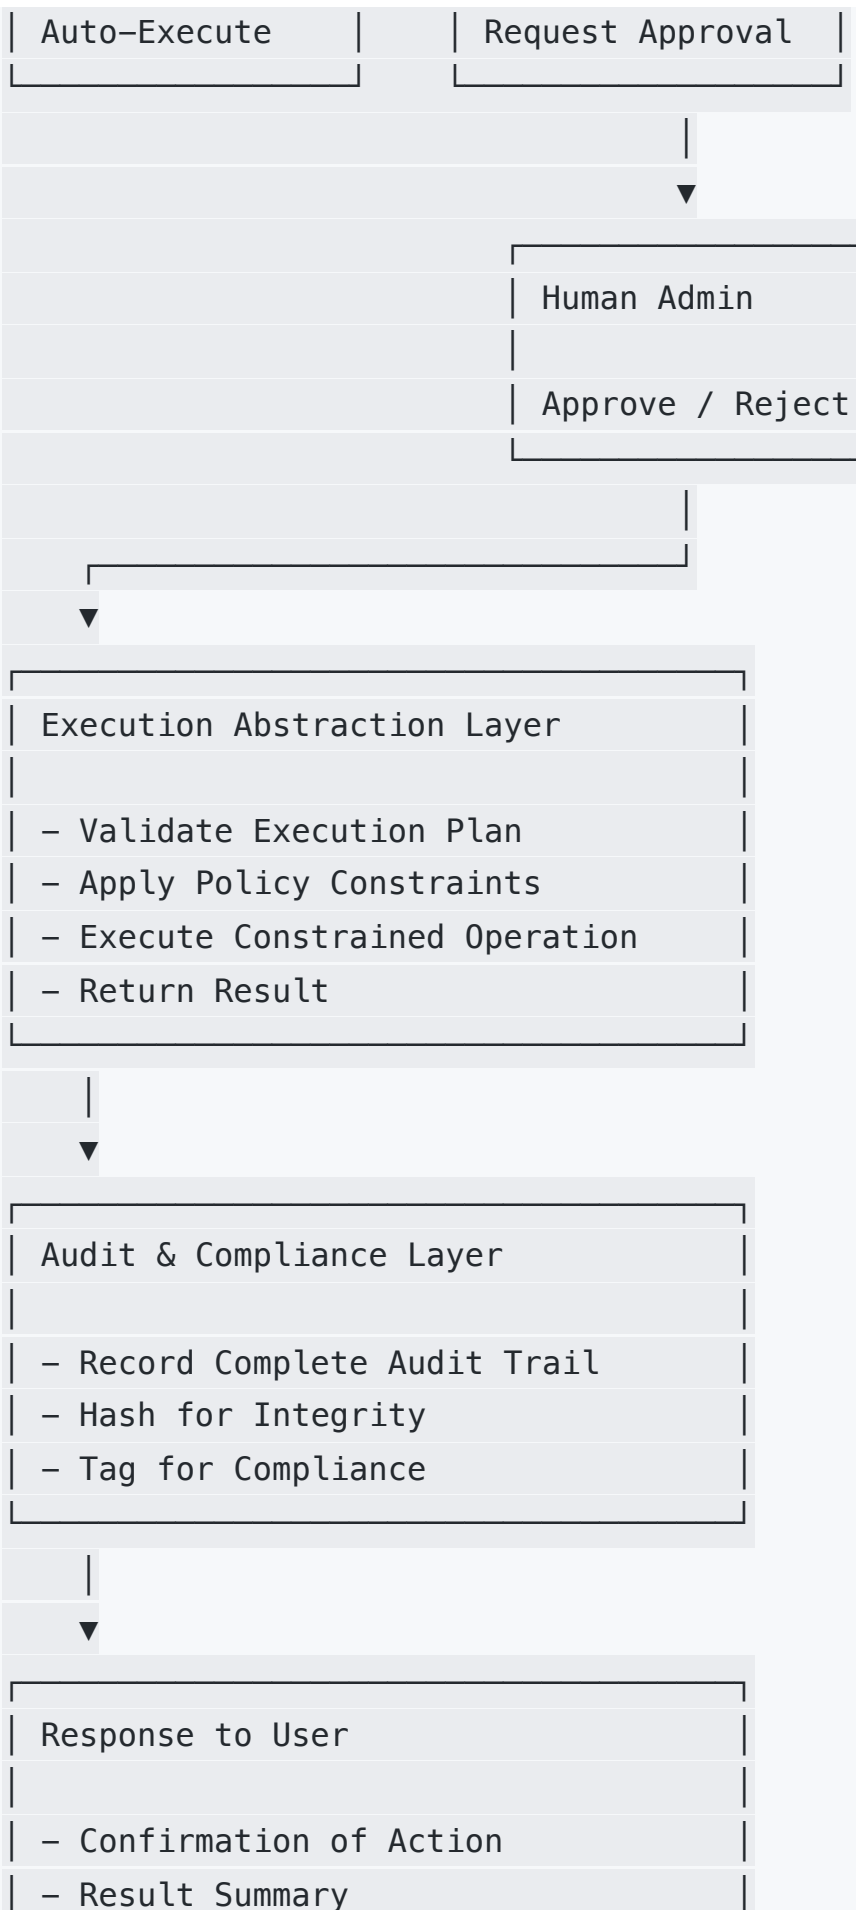 Auto-Execute Request Approval
Human Admin
Approve / Reject
Execution Abstraction Layer
- Validate Execution Plan
- Apply Policy Constraints
- Execute Constrained Operation
- Return Result
Audit & Compliance Layer
- Record Complete Audit Trail
- Hash for Integrity
- Tag for Compliance
Response to User
- Confirmation of Action
- Result Summary